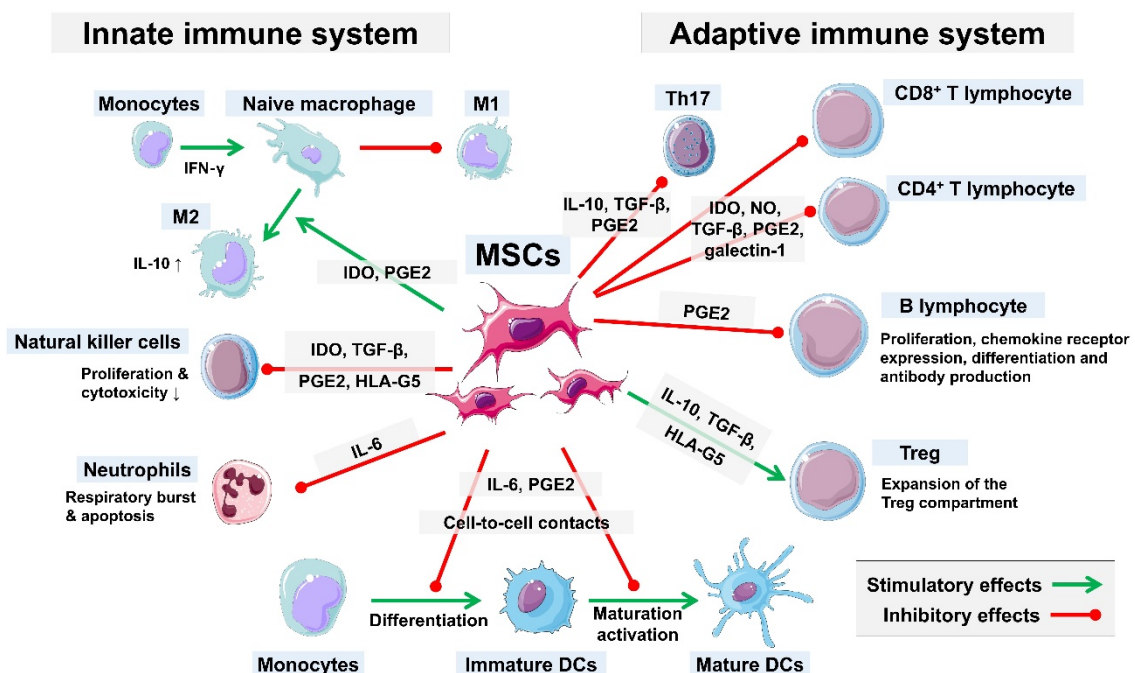 Innate immune system
Adaptive immune system
Monocytes
Naive macrophage
M1
IFN-γ
M2
IL-10 ↑
IDO, PGE2
Natural killer cells
Proliferation &
cytotoxicity ↓
IDO, TGF-β,
PGE2, HLA-G5
Neutrophils
Respiratory burst
& apoptosis
IL-6
MSCs
Th17
IL-10, TGF-β,
PGE2
CD8⁺ T lymphocyte
CD4⁺ T lymphocyte
IDO, NO,
TGF-β, PGE2,
galectin-1
PGE2
B lymphocyte
Proliferation, chemokine receptor
expression, differentiation and
antibody production
IL-10, TGF-β,
HLA-G5
Treg
Expansion of the
Treg compartment
IL-6, PGE2
Cell-to-cell contacts
Differentiation
Maturation
activation
Monocytes
Immature DCs
Mature DCs
Stimulatory effects
Inhibitory effects